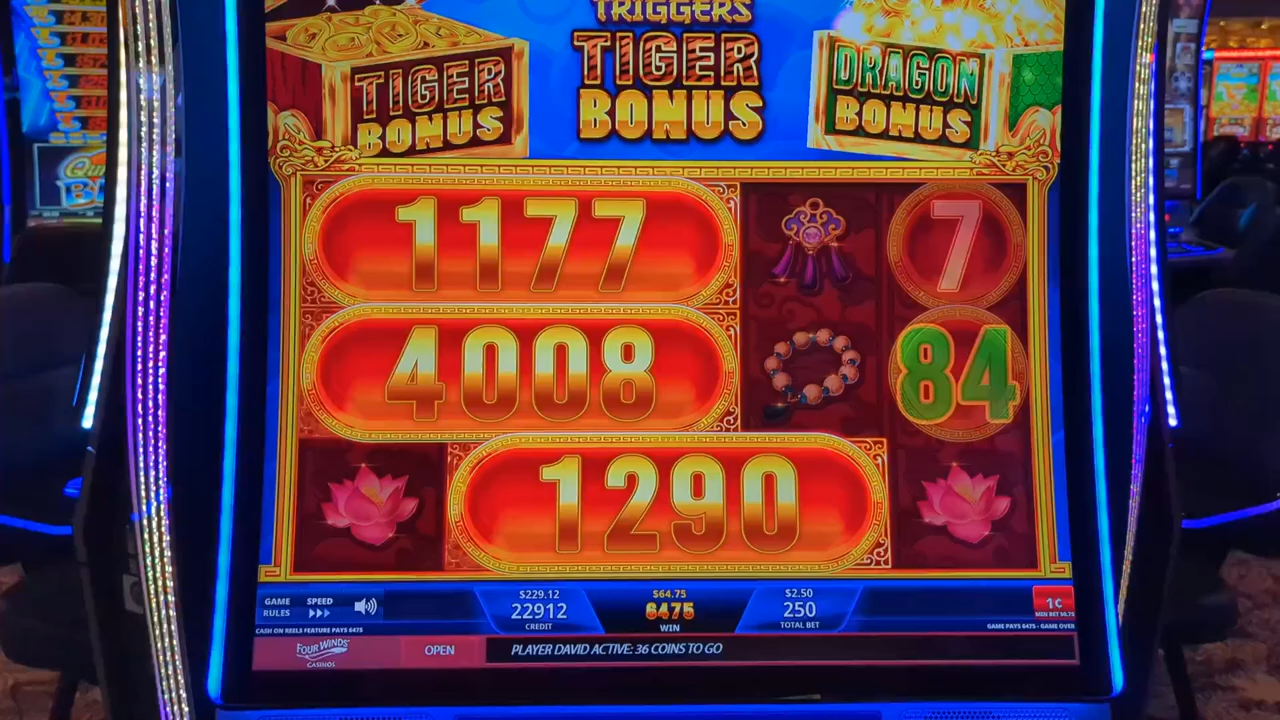 TRIGGERS
TIGER
BONUS
TIGER
BONUS
DRAGON
BONUS
1177
7
4008
84
1290
GAME
RULES
SPEED
$229.12
22912
CREDIT
$64.75
6475
WIN
$2.50
250
TOTAL BET
1¢
CASH ON REELS FEATURE PAYS 6475
GAME PAYS 6475 - GAME OVER
FOUR WINDS
CASINOS
OPEN
PLAYER DAVID ACTIVE: 36 COINS TO GO